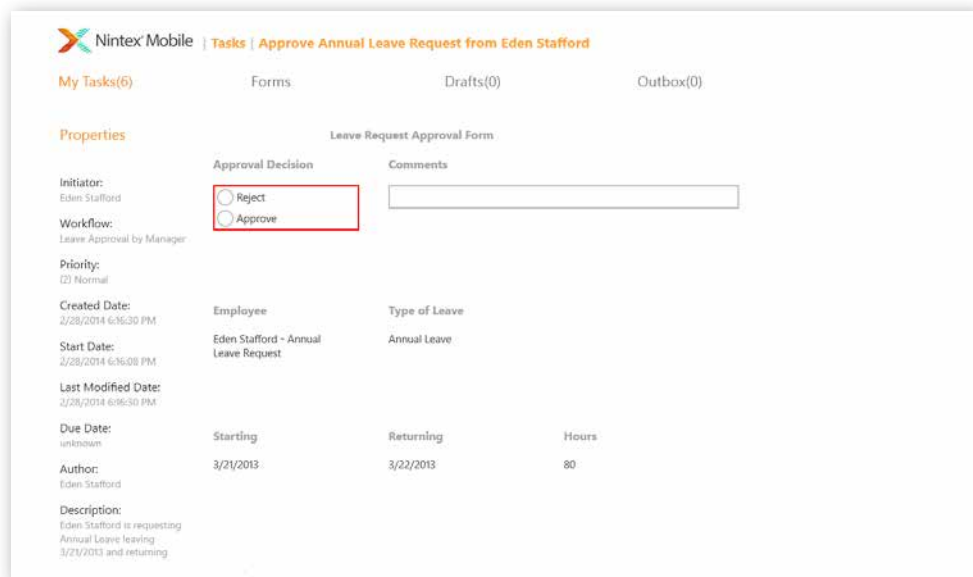 Nintex Mobile | Tasks | Approve Annual Leave Request from Eden Stafford
My Tasks(6) Forms Drafts(0) Outbox(0)
Properties
Leave Request Approval Form
Approval Decision Comments
Initiator:
Eden Stafford
Workflow:
Leave Approval by Manager
Priority:
(2) Normal
Created Date:
2/28/2014 6:16:30 PM
Start Date:
2/28/2014 6:16:08 PM
Last Modified Date:
2/28/2014 6:16:30 PM
Due Date:
unknown
Author:
Eden Stafford
Description:
Eden Stafford is requesting
Annual Leave leaving
3/21/2013 and returning
Reject
Approve
Employee Type of Leave
Eden Stafford - Annual
Leave Request
Annual Leave
Starting Returning Hours
3/21/2013 3/22/2013 80